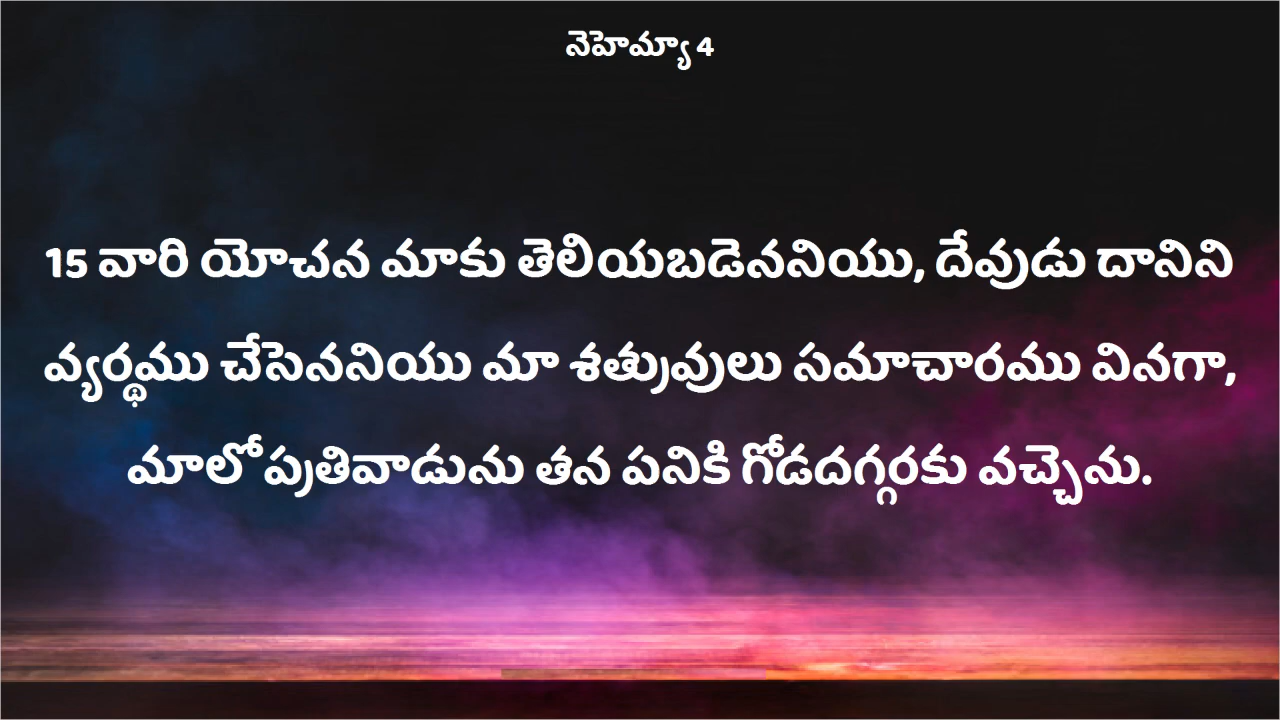 నెహెమ్యా 4
15 వారి యోచన మాకు తెలియబడెననియు, దేవుడు దానిని
వ్యర్థము చేసెననియు మా శత్రువులు సమాచారము వినగా,
మాలో ప్రతివాడును తన పనికి గోడదగ్గరకు వచ్చెను.